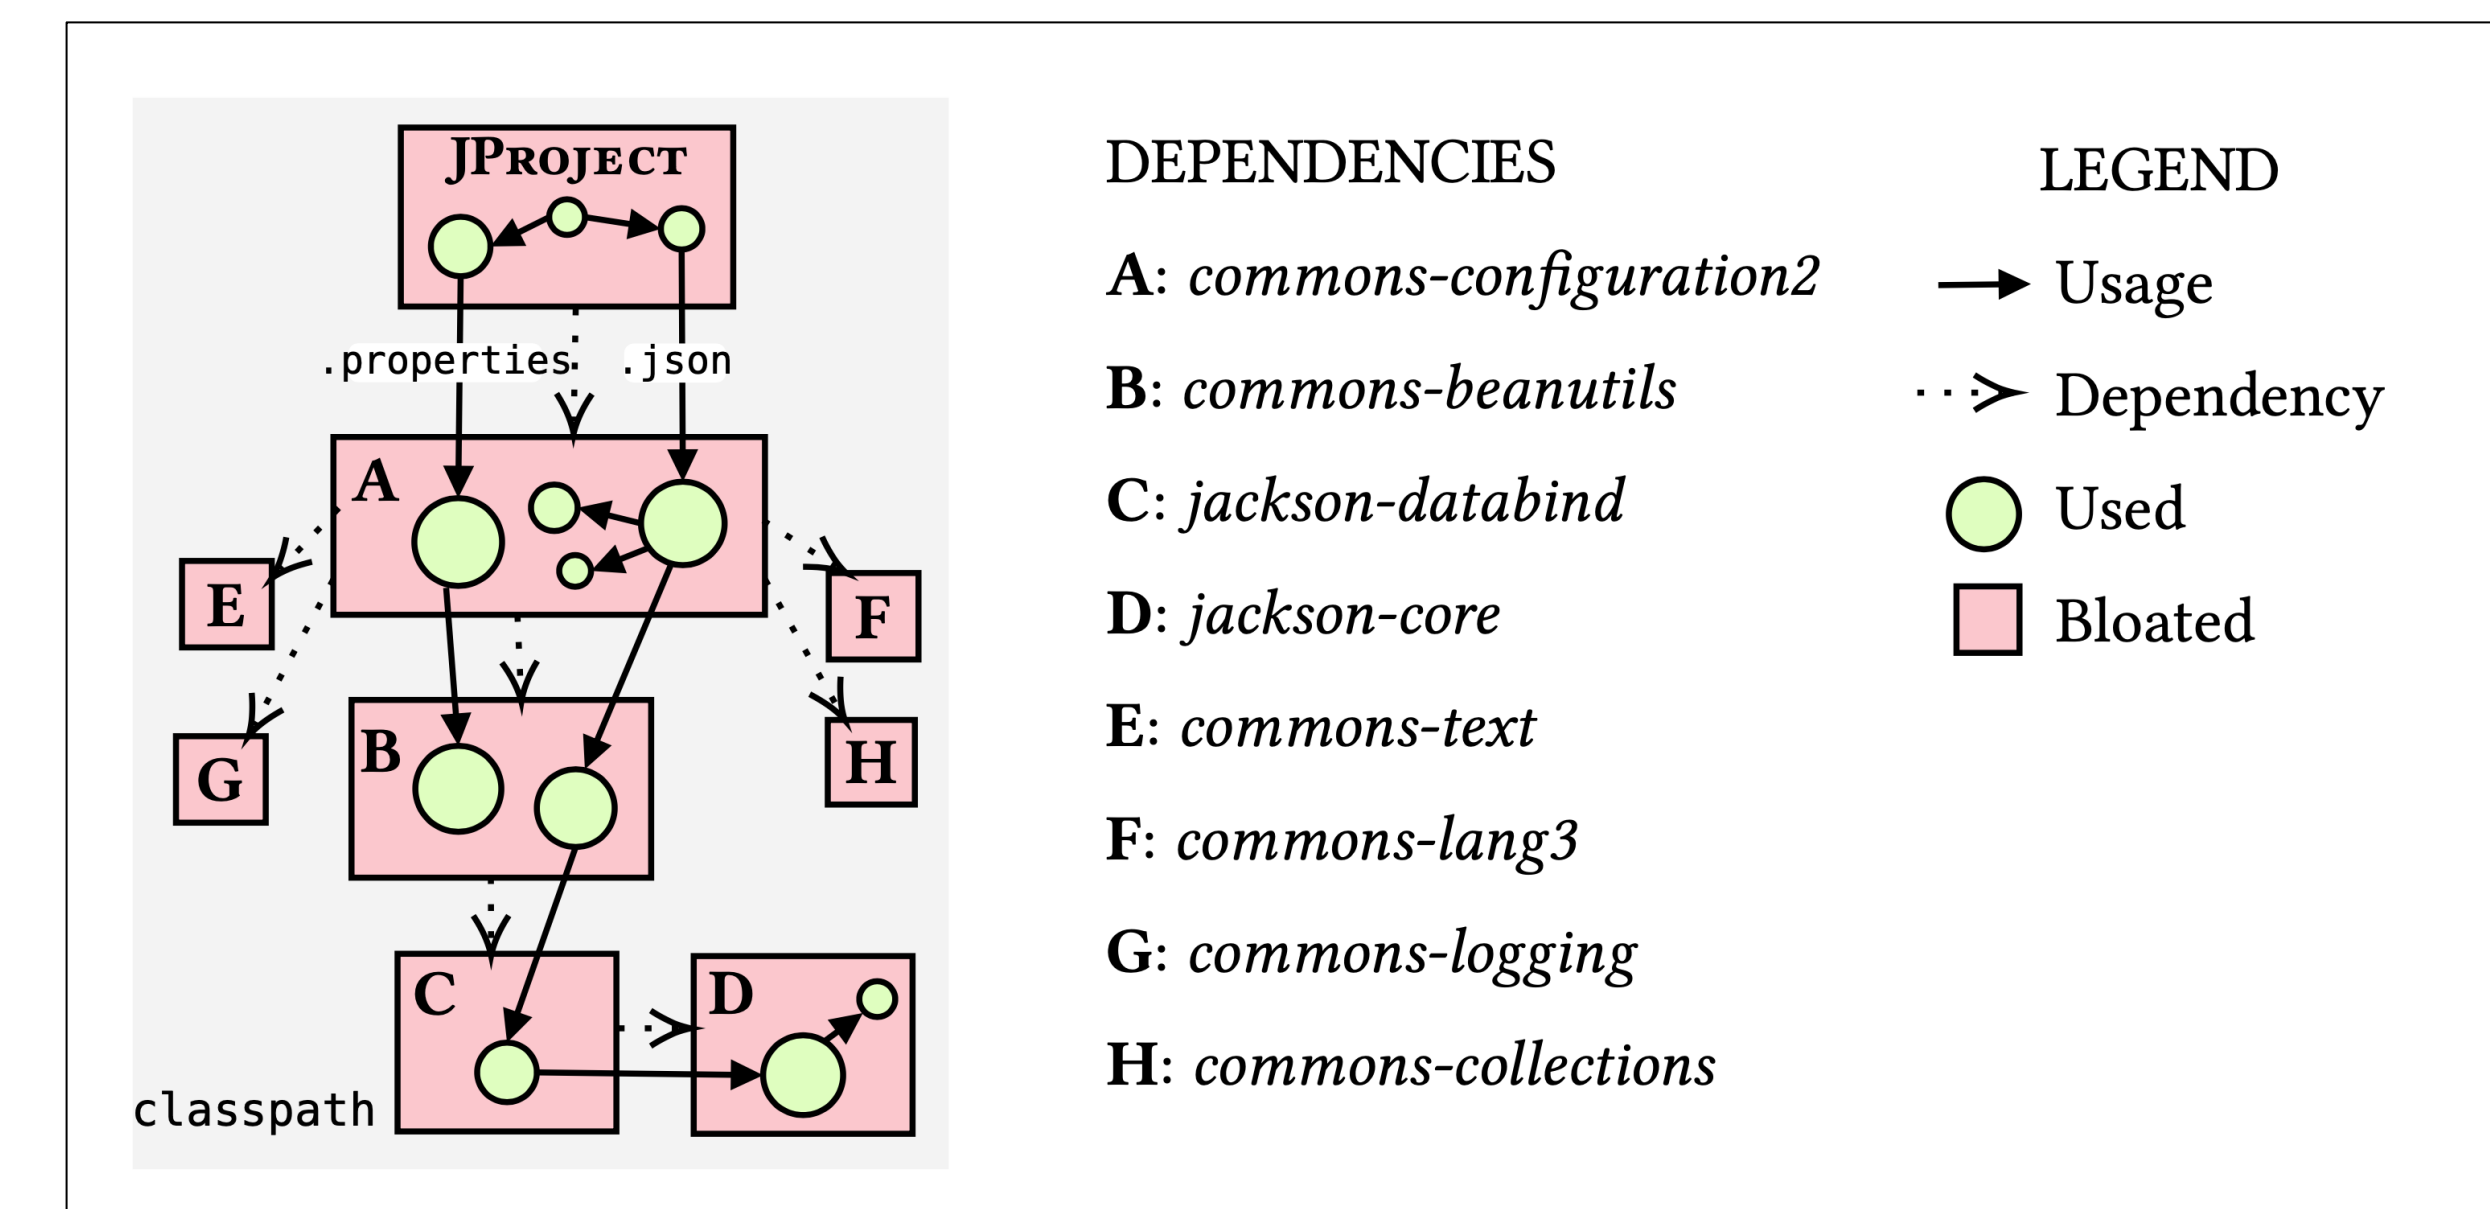 JPROJECT
.properties
.json
A
E
F
B
G
H
C
D
classpath
DEPENDENCIES
A: commons-configuration2
B: commons-beanutils
C: jackson-databind
D: jackson-core
E: commons-text
F: commons-lang3
G: commons-logging
H: commons-collections
LEGEND
Usage
Dependency
Used
Bloated